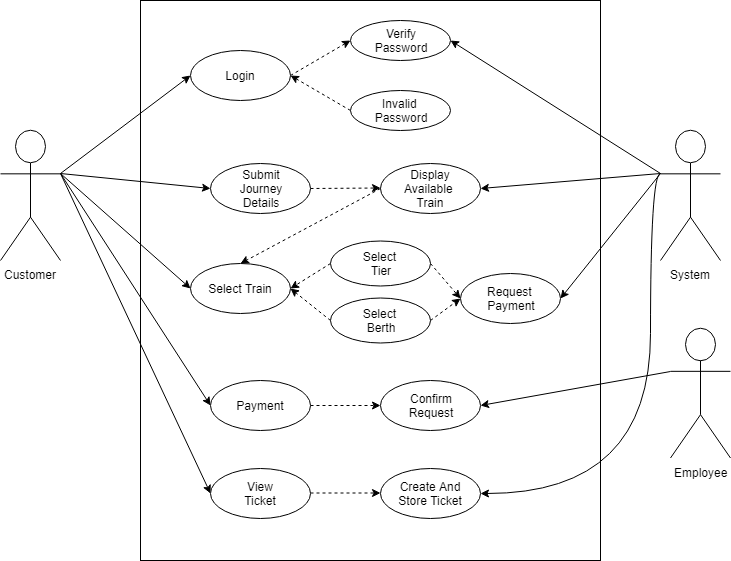 Verify
Password
Login
Invalid
Password
Submit
Journey
Details
Display
Available
Train
Customer
System
Select
Tier
Select Train
Request
Payment
Select
Berth
Payment
Confirm
Request
Employee
View
Ticket
Create And
Store Ticket